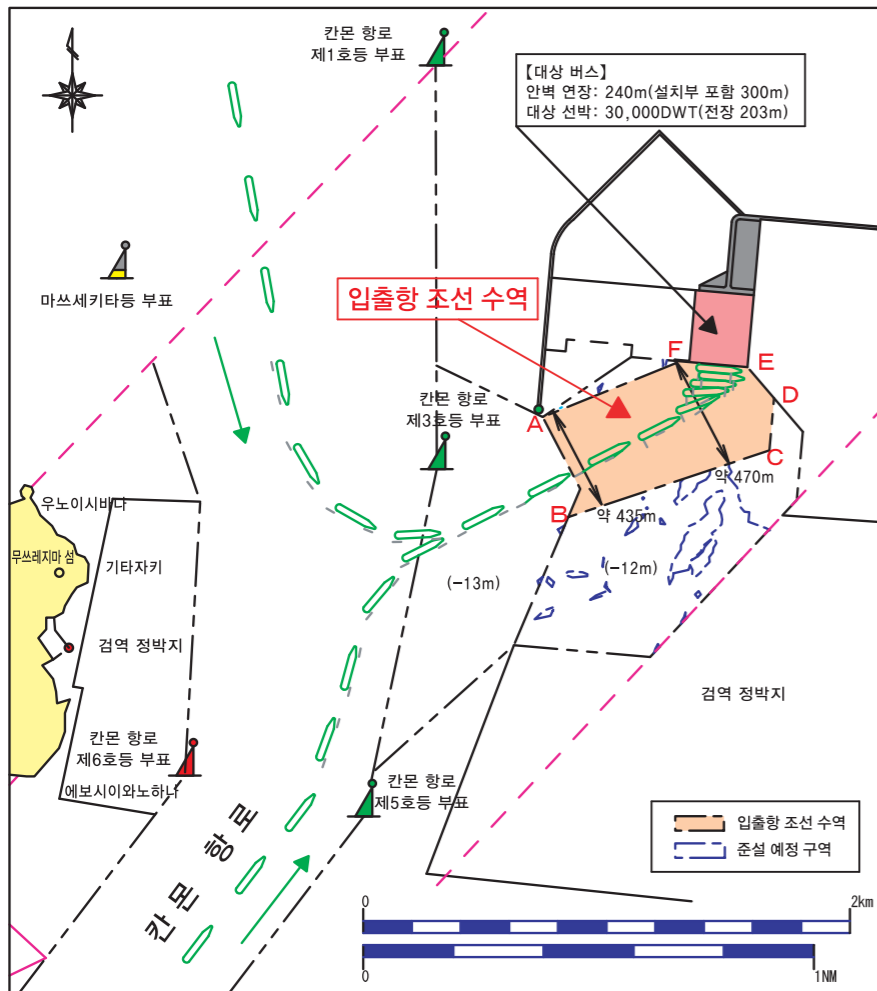 칸몬 항로
제1호등 부표
【대상 버스】
안벽 연장: 240m(설치부 포함 300m)
대상 선박: 30,000DWT(전장 203m)
마쓰세키타등 부표
입출항 조선 수역
F
E
D
A
칸몬 항로
제3호등 부표
C
약 470m
B
약 435m
우노이시바나
무쓰레지마 섬
기타자키
(-13m)
(-12m)
검역 정박지
검역 정박지
칸몬 항로
제6호등 부표
에보시이와노하나
칸몬 항로
제5호등 부표
칸몬 항로
입출항 조선 수역
준설 예정 구역
0
2km
0
1NM